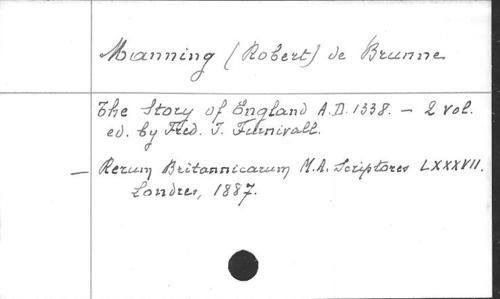 Manning (Robert) de Brunne
The Story of England A.D. 1338. — 2 vol.
ed. by Fred. J. Furnivall.
— Rerum Britannicarum M.A. Scriptores LXXXVII.
Londres, 1887.